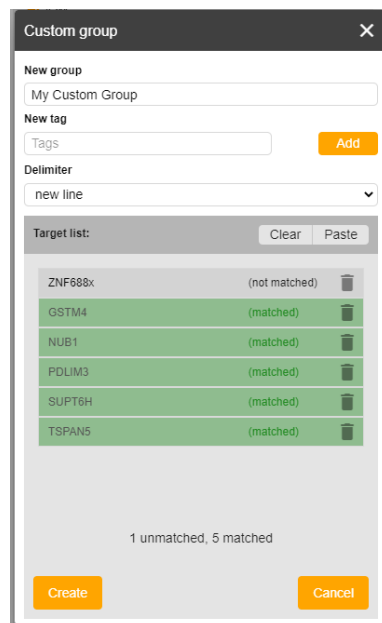 Custom group
New group
My Custom Group
New tag
Tags
Add
Delimiter
new line
Target list:
Clear Paste
ZNF688x (not matched)
GSTM4 (matched)
NUB1 (matched)
PDLIM3 (matched)
SUPT6H (matched)
TSPAN5 (matched)
1 unmatched, 5 matched
Create Cancel